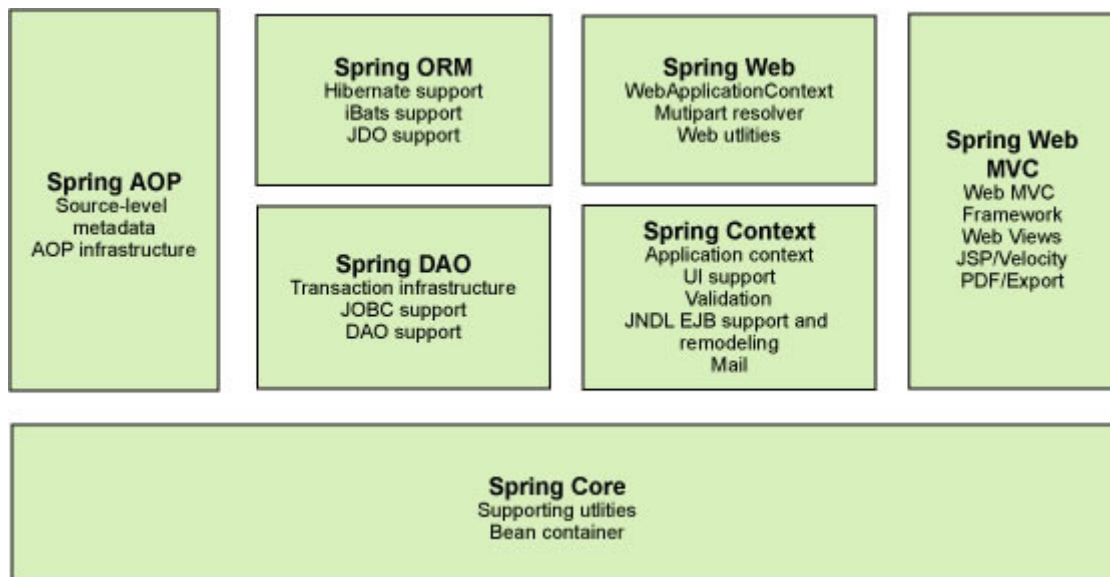 Spring AOP
Source-level
metadata
AOP infrastructure
Spring ORM
Hibernate support
iBats support
JDO support
Spring DAO
Transaction infrastructure
JOBC support
DAO support
Spring Web
WebApplicationContext
Mutipart resolver
Web utlities
Spring Context
Application context
UI support
Validation
JNDL EJB support and
remodeling
Mail
Spring Web
MVC
Web MVC
Framework
Web Views
JSP/Velocity
PDF/Export
Spring Core
Supporting utlities
Bean container